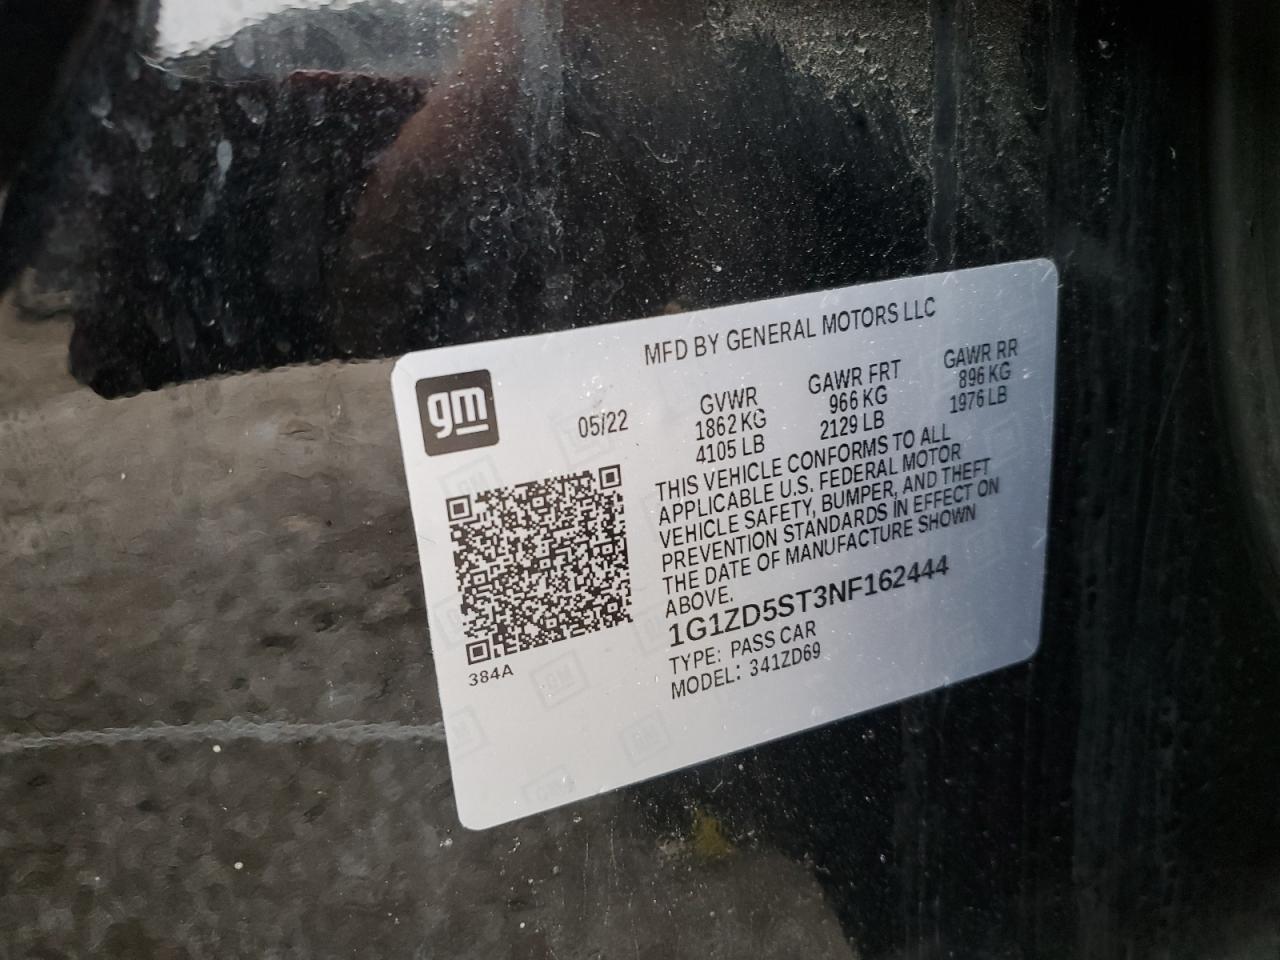 MFD BY GENERAL MOTORS LLC
gm
05/22
GVWR
1862 KG
4105 LB
GAWR FRT
966 KG
2129 LB
GAWR RR
896 KG
1976 LB
THIS VEHICLE CONFORMS TO ALL
APPLICABLE U.S. FEDERAL MOTOR
VEHICLE SAFETY, BUMPER, AND THEFT
PREVENTION STANDARDS IN EFFECT ON
THE DATE OF MANUFACTURE SHOWN
ABOVE.
1G1ZD5ST3NF162444
TYPE: PASS CAR
MODEL: 341ZD69
384A